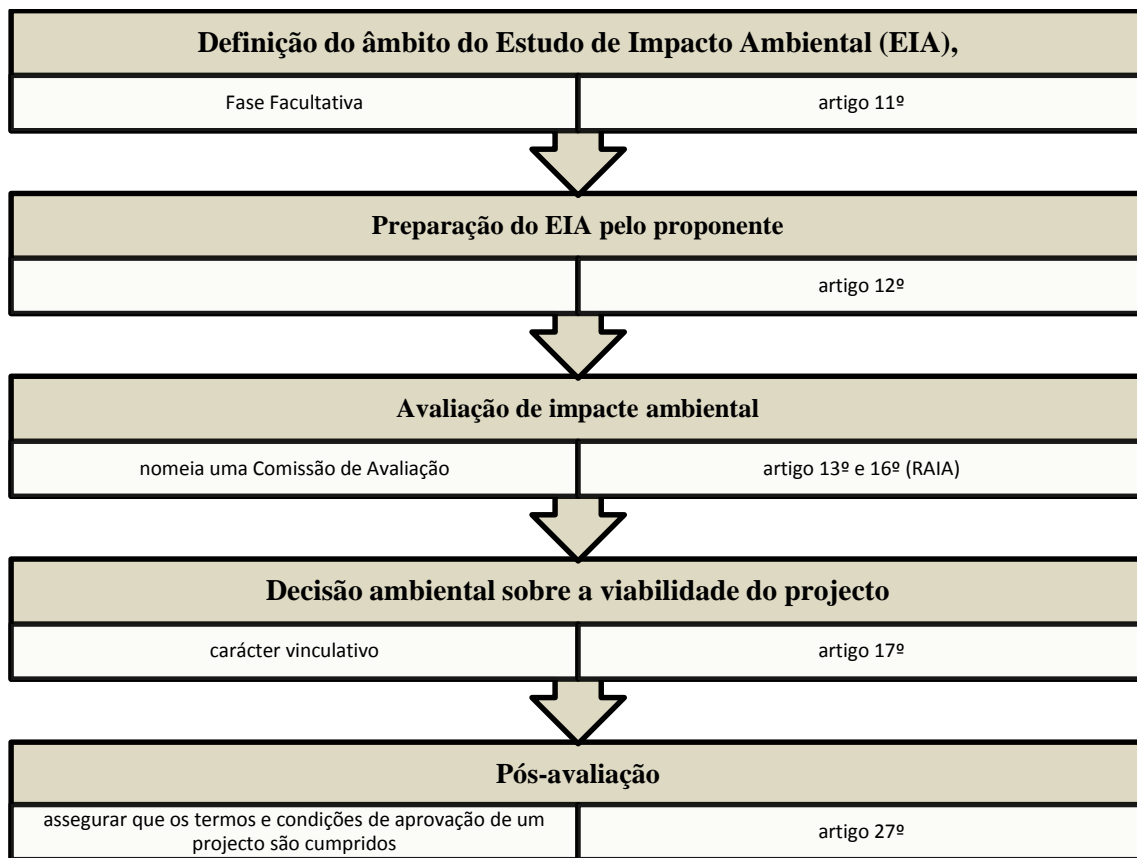 Definição do âmbito do Estudo de Impacto Ambiental (EIA),
Fase Facultativa
artigo 11º
Preparação do EIA pelo proponente
artigo 12º
Avaliação de impacte ambiental
nomeia uma Comissão de Avaliação
artigo 13º e 16º (RAIA)
Decisão ambiental sobre a viabilidade do projecto
carácter vinculativo
artigo 17º
Pós-avaliação
assegurar que os termos e condições de aprovação de um
projecto são cumpridos
artigo 27º